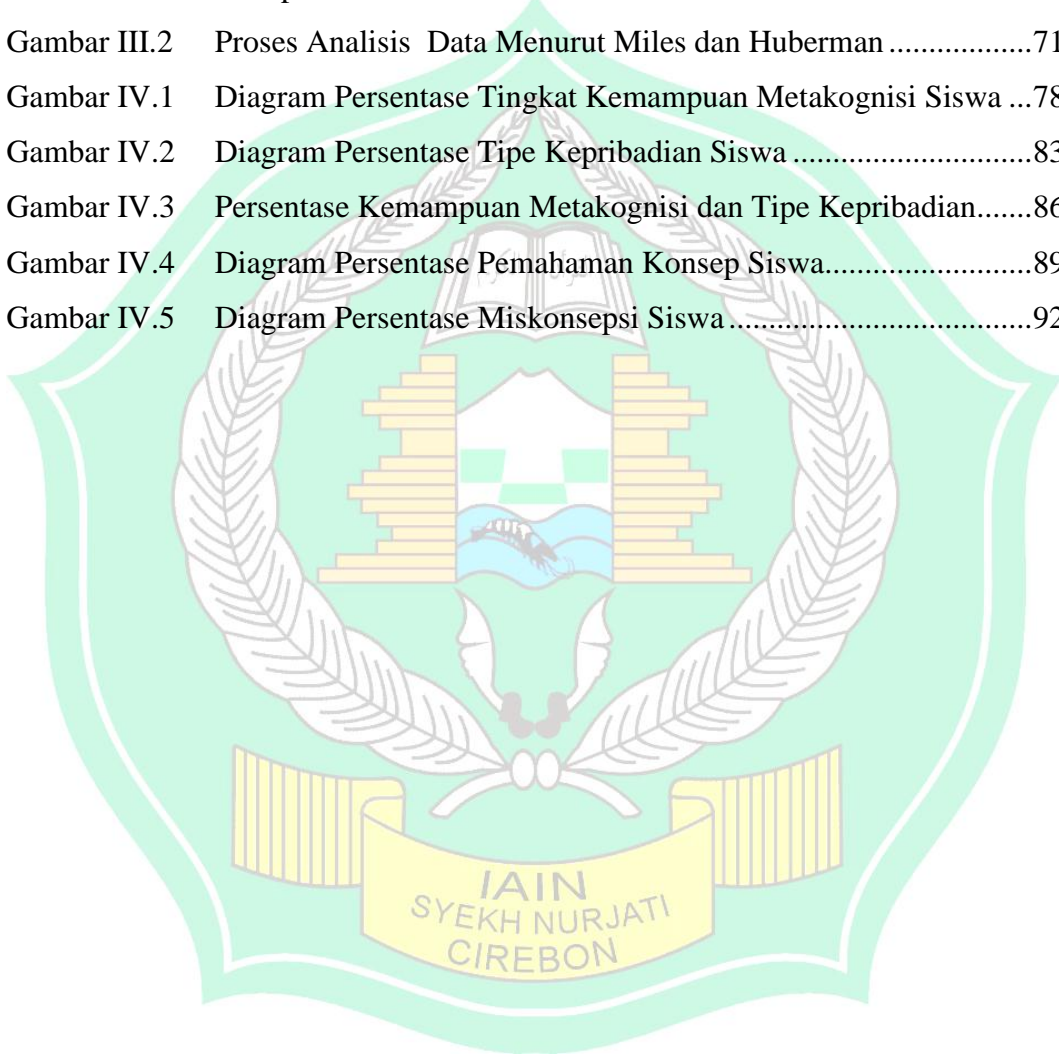 Gambar III.2 Proses Analisis Data Menurut Miles dan Huberman ..................71
Gambar IV.1 Diagram Persentase Tingkat Kemampuan Metakognisi Siswa ...78
Gambar IV.2 Diagram Persentase Tipe Kepribadian Siswa ..............................83
Gambar IV.3 Persentase Kemampuan Metakognisi dan Tipe Kepribadian.......86
Gambar IV.4 Diagram Persentase Pemahaman Konsep Siswa..........................89
Gambar IV.5 Diagram Persentase Miskonsepsi Siswa ......................................92
IAIN
SYEKH NURJATI
CIREBON